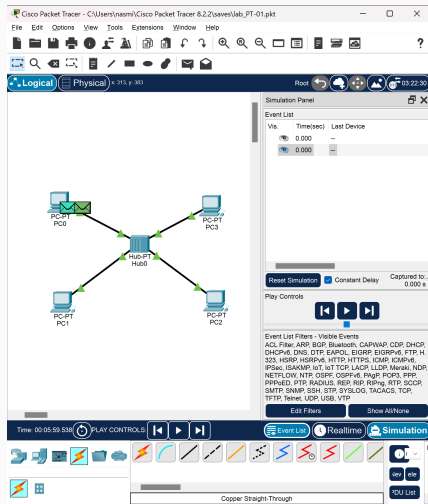 Cisco Packet Tracer - C:\Users\nasmi\Cisco Packet Tracer 8.2.2\saves\lab_PT-01.pkt
File Edit Options View Tools Extensions Window Help
Logical Physical x: 313, y: 303 Root 03:22:30
Simulation Panel
Event List
Vis. Time(sec) Last Device
0.000 --
0.000 --
PC-PT
PC0
PC-PT
PC3
Hub-PT
Hub0
PC-PT
PC1
PC-PT
PC2
Reset Simulation Constant Delay Captured to:
0.000 s
Play Controls
Event List Filters - Visible Events
ACL Filter, ARP, BGP, Bluetooth, CAPWAP, CDP, DHCP,
DHCPv6, DNS, DTP, EAPOL, EIGRP, EIGRPv6, FTP, H.
323, HSRP, HSRPv6, HTTP, HTTPS, ICMP, ICMPv6,
IPSec, ISAKMP, IoT, IoT TCP, LACP, LLDP, Meraki, NDP,
NETFLOW, NTP, OSPF, OSPFv6, PAgP, POP3, PPP,
PPPoED, PTP, RADIUS, REP, RIP, RIPng, RTP, SCCP,
SMTP, SNMP, SSH, STP, SYSLOG, TACACS, TCP,
TFTP, Telnet, UDP, USB, VTP
Edit Filters Show All/None
Time: 00:05:59.538 PLAY CONTROLS: Event List Realtime Simulation
ele
PDU List
Copper Straight-Through